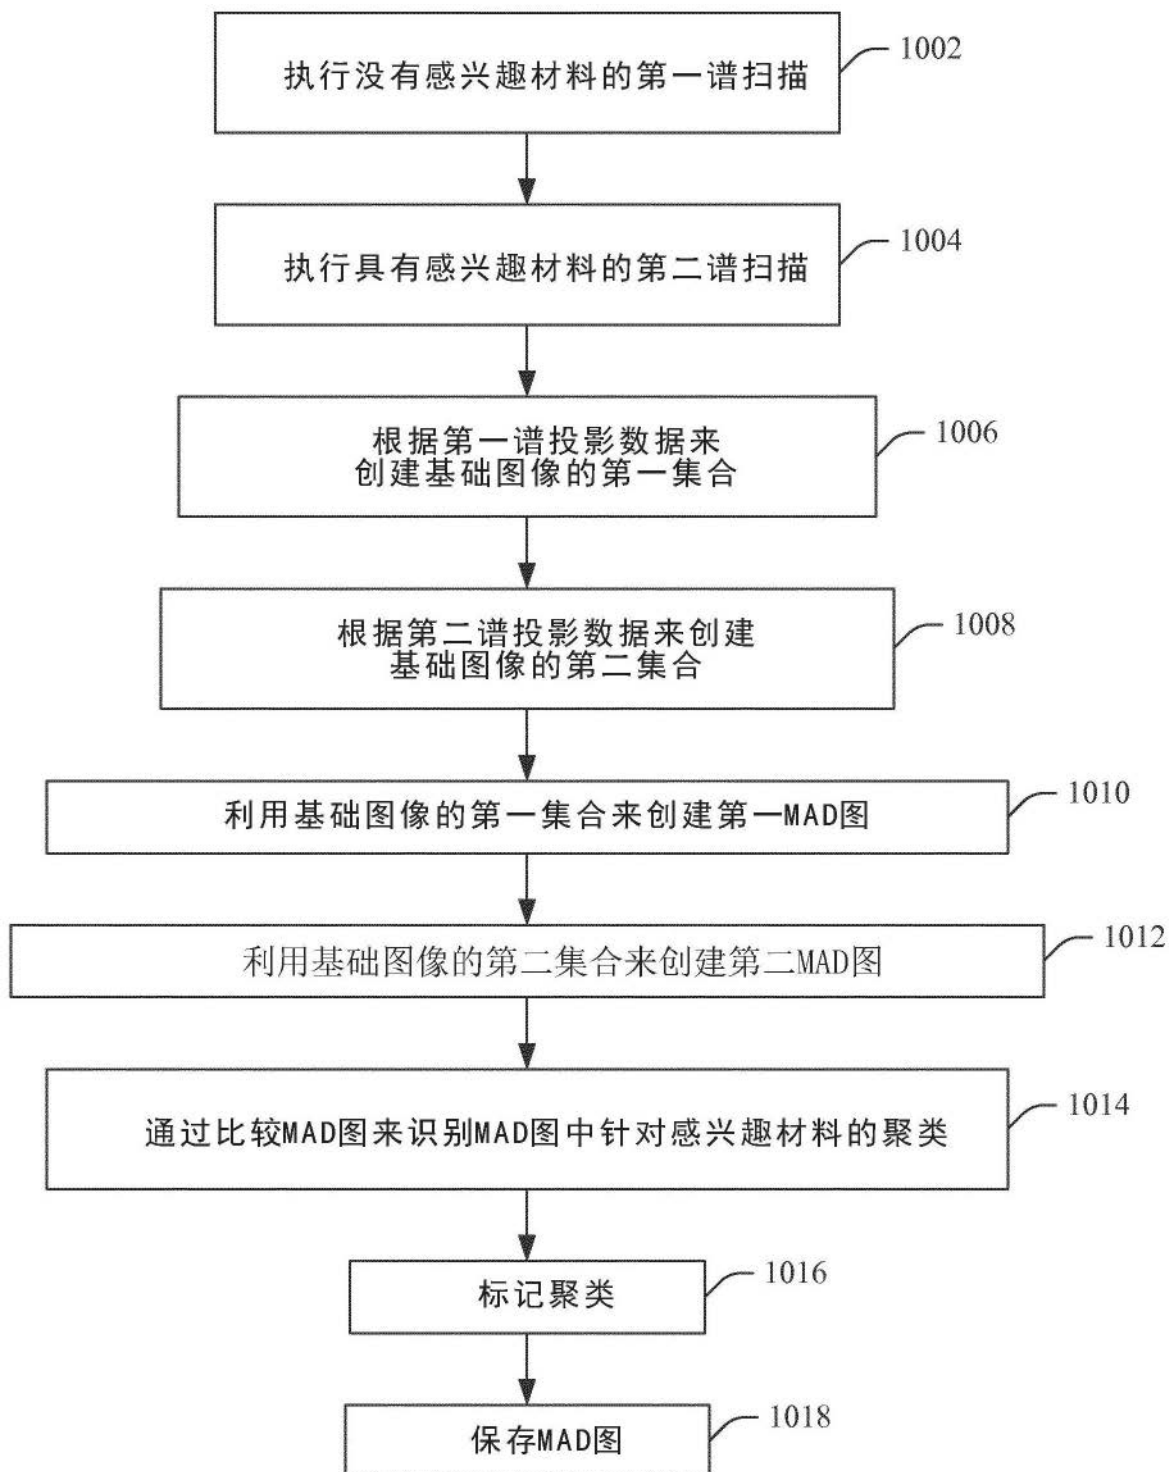 执行没有感兴趣材料的第一谱扫描
1002
执行具有感兴趣材料的第二谱扫描
1004
根据第一谱投影数据来
创建基础图像的第一集合
1006
根据第二谱投影数据来创建
基础图像的第二集合
1008
利用基础图像的第一集合来创建第一MAD图
1010
利用基础图像的第二集合来创建第二MAD图
1012
通过比较MAD图来识别MAD图中针对感兴趣材料的聚类
1014
标记聚类
1016
保存MAD图
1018